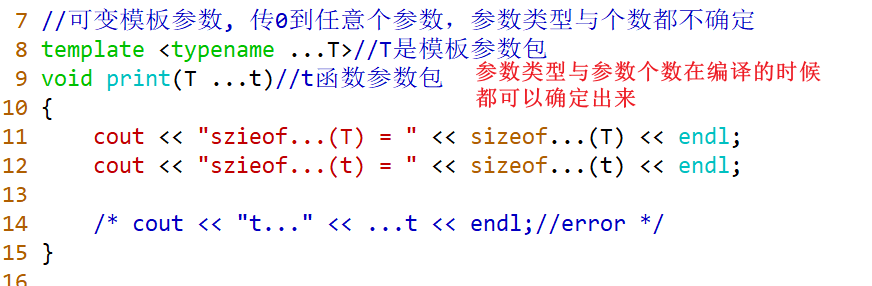 7 //可变模板参数, 传0到任意个参数，参数类型与个数都不确定
8 template <typename ...T>//T是模板参数包
9 void print(T ...t)//t函数参数包
参数类型与参数个数在编译的时候
都可以确定出来
10 {
11 cout << "szieof...(T) = " << sizeof...(T) << endl;
12 cout << "szieof...(t) = " << sizeof...(t) << endl;
13
14 /* cout << "t..." << ...t << endl;//error */
15 }
16